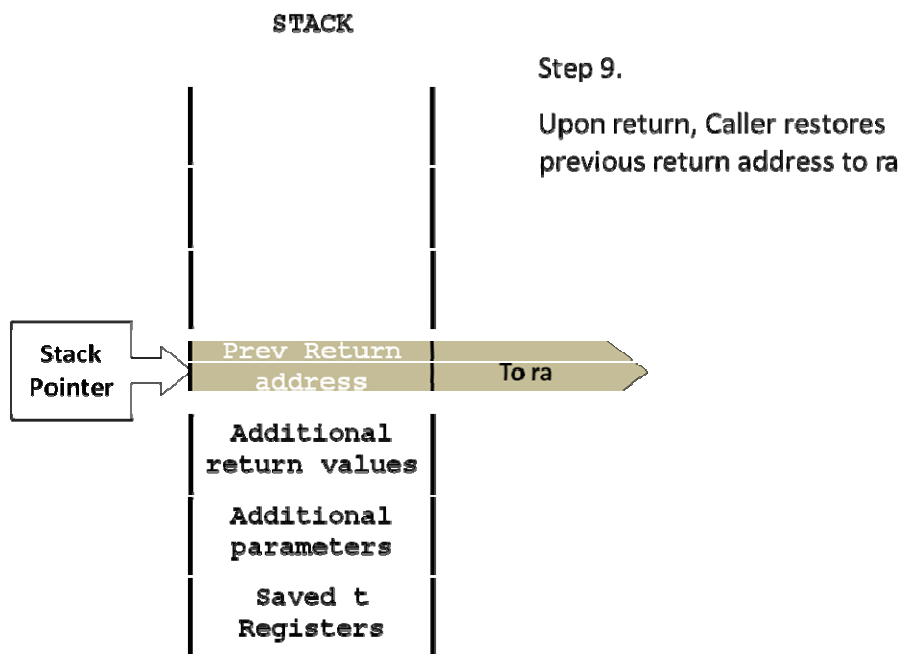 STACK
Step 9.
Upon return, Caller restores
previous return address to ra
Stack
Pointer
Prev Return
address
To ra
Additional
return values
Additional
parameters
Saved t
Registers